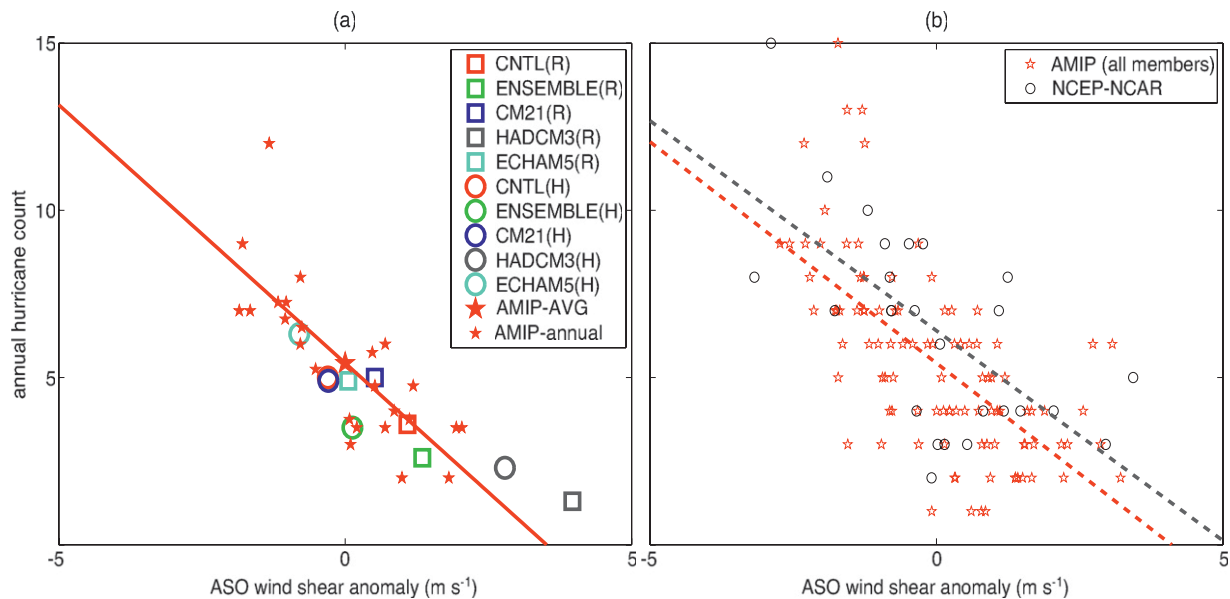 (a)
15
10
5
-5
0
5
annual hurricane count
ASO wind shear anomaly (m s⁻¹)
CNTL(R)
ENSEMBLE(R)
CM21(R)
HADCM3(R)
ECHAM5(R)
CNTL(H)
ENSEMBLE(H)
CM21(H)
HADCM3(H)
ECHAM5(H)
AMIP-AVG
AMIP-annual
(b)
AMIP (all members)
NCEP-NCAR
-5
0
5
ASO wind shear anomaly (m s⁻¹)